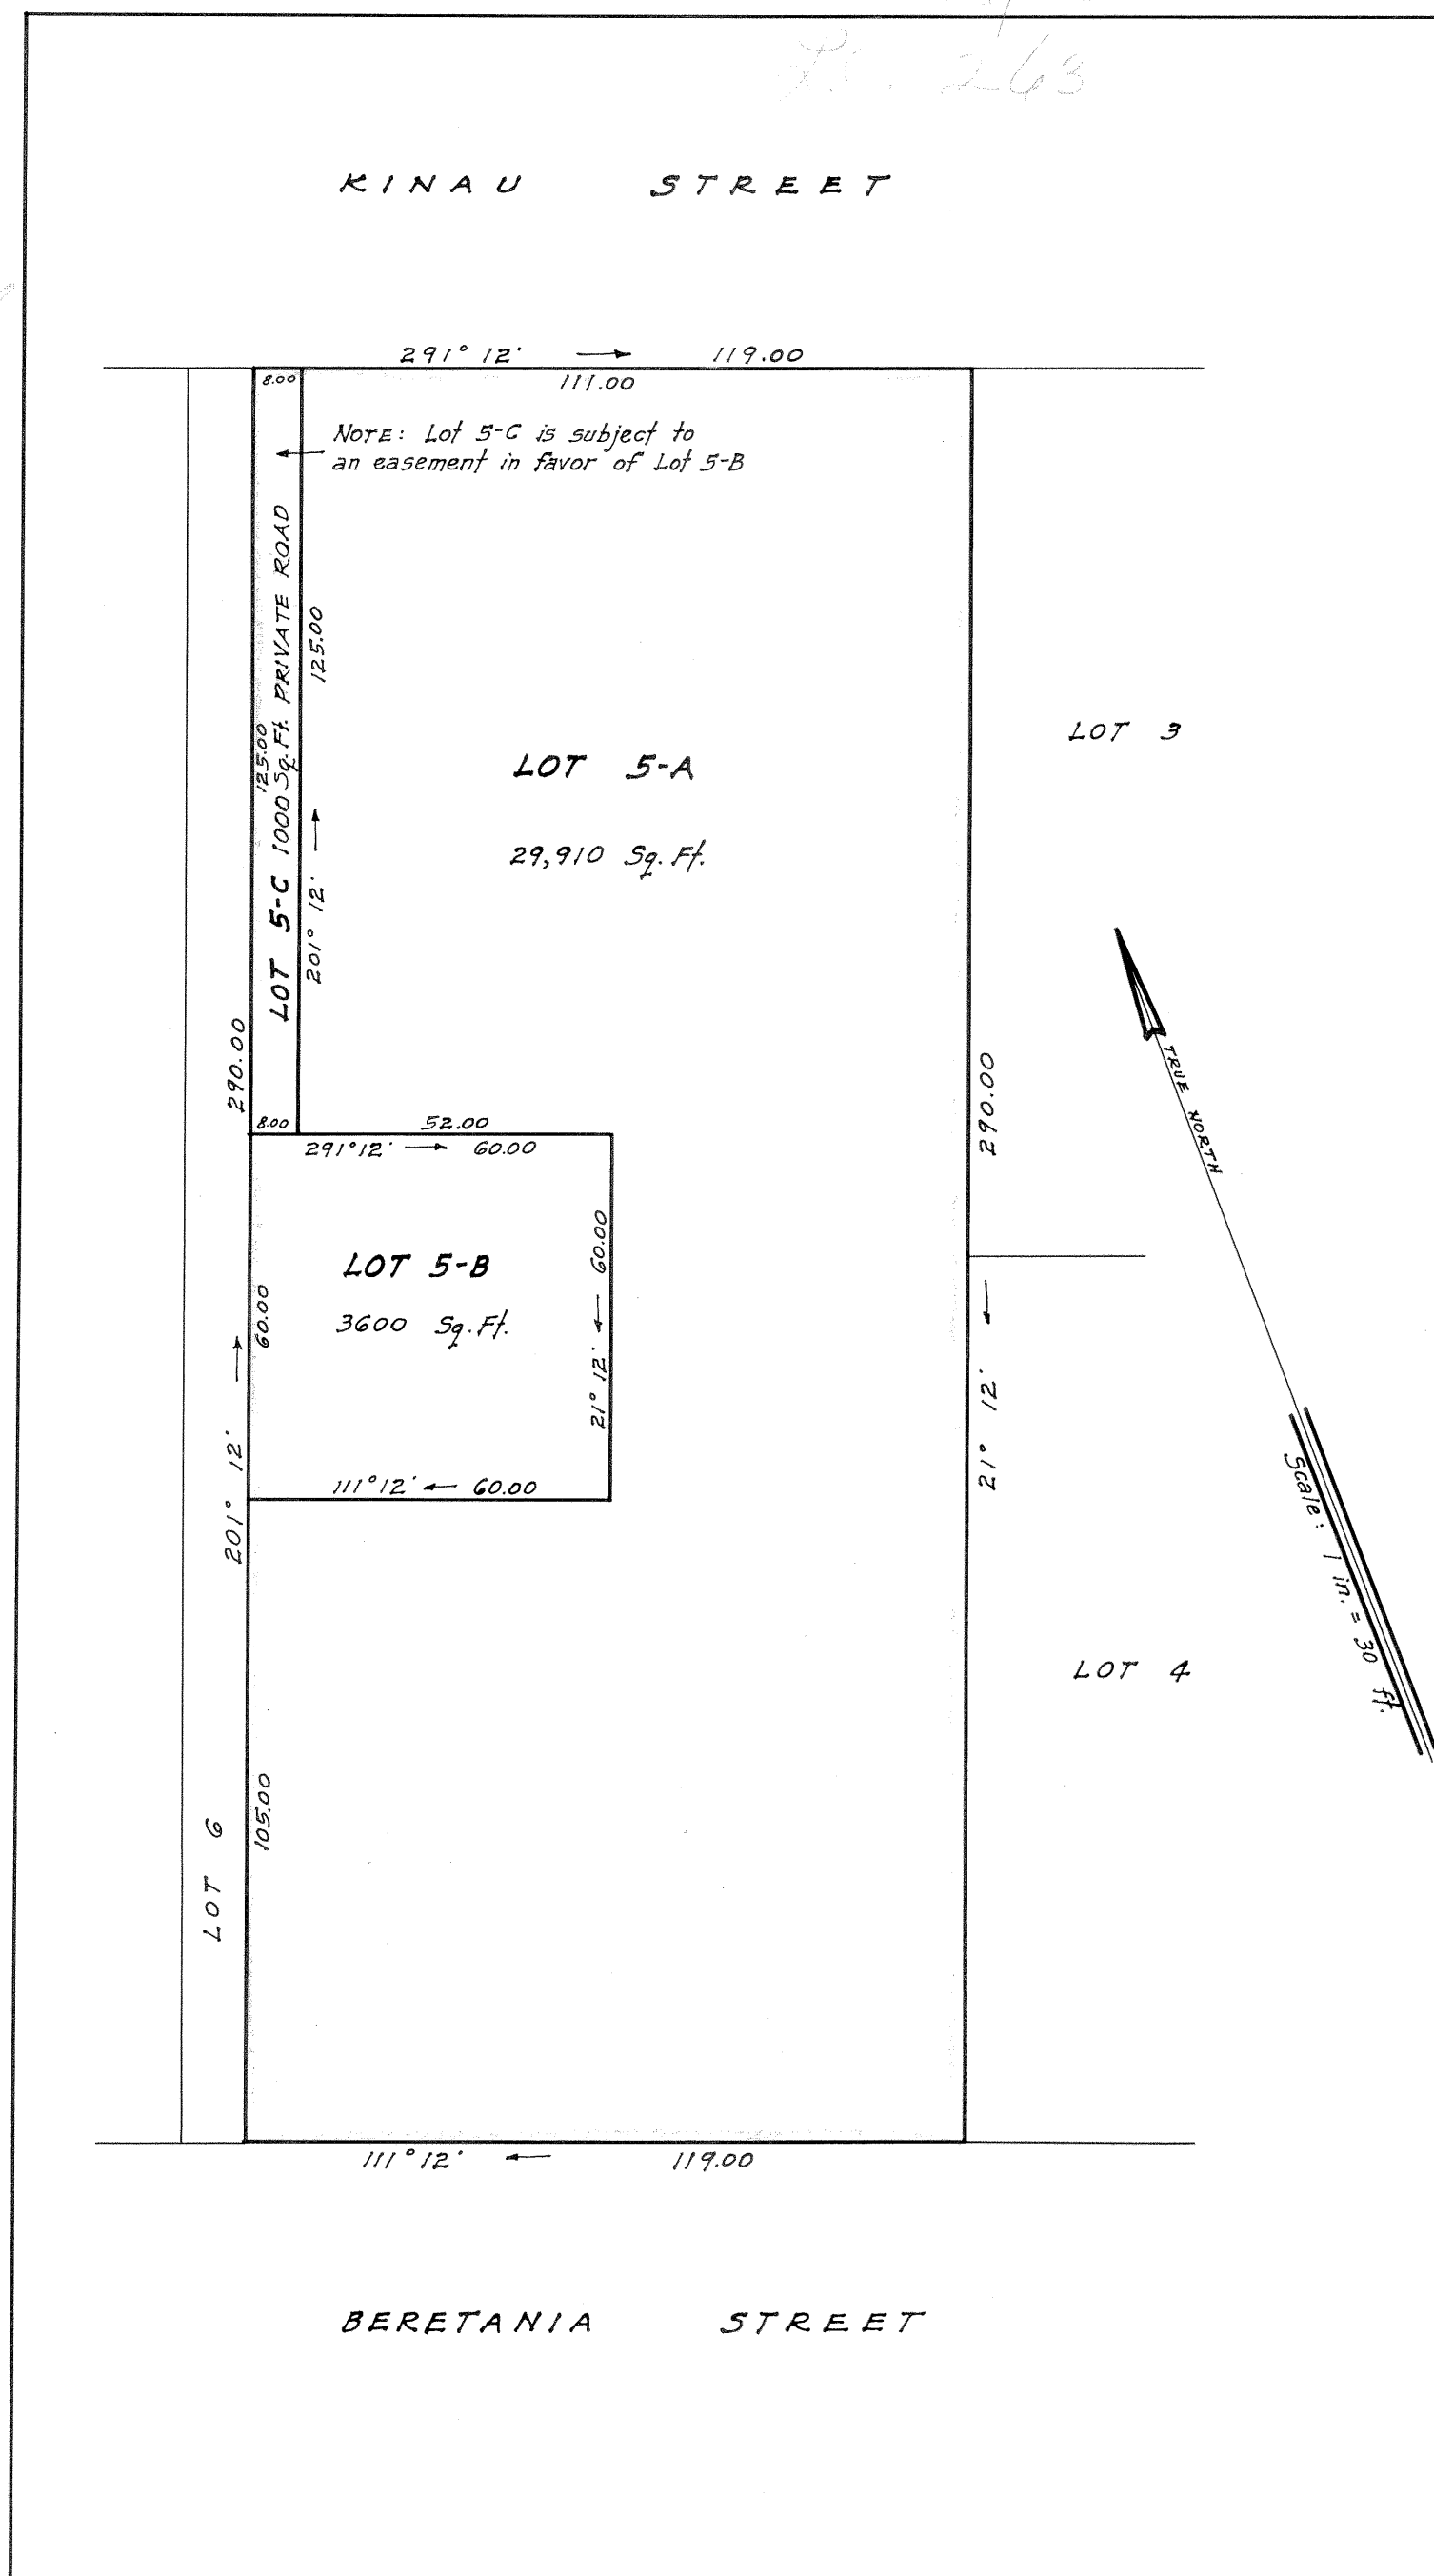 263
KINAU STREET
291° 12' → 119.00
8.00
111.00
NOTE: Lot 5-C is subject to
an easement in favor of Lot 5-B
LOT 5-C 1000 Sq. Ft. PRIVATE ROAD
125.00
201° 12' → 125.00
LOT 5-A
29,910 Sq. Ft.
LOT 3
TRUE NORTH
Scale: 1 in. = 30 ft.
201° 12' → 290.00
21° 12' ← 290.00
8.00
52.00
291° 12' → 60.00
LOT 5-B
3600 Sq. Ft.
60.00
21° 12' ← 60.00
111° 12' ← 60.00
LOT 4
105.00
LOT 6
111° 12' ← 119.00
BERETANIA STREET